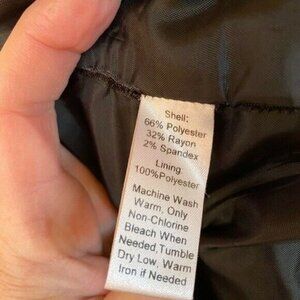 Shell:
66% Polyester
32% Rayon
2% Spandex
Lining:
100%Polyester
Machine Wash
Warm, Only
Non-Chlorine
Bleach When
Needed,Tumble
Dry Low, Warm
Iron if Needed